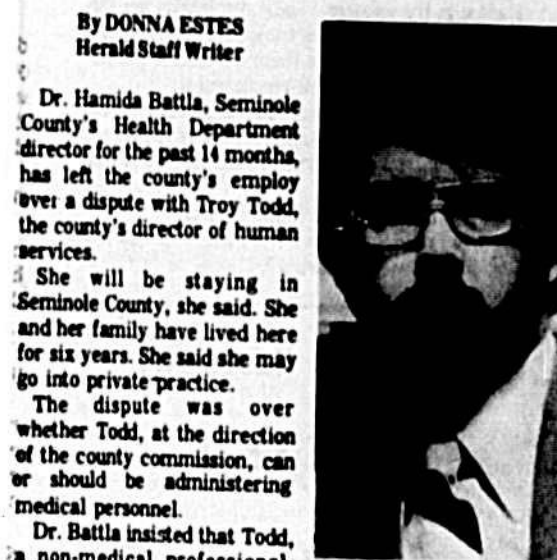 By DONNA ESTES
Herald Staff Writer
Dr. Hamida Battla, Seminole
County's Health Department
director for the past 14 months,
has left the county's employ
over a dispute with Troy Todd,
the county's director of human
services.
She will be staying in
Seminole County, she said. She
and her family have lived here
for six years. She said she may
go into private practice.
The dispute was over
whether Todd, at the direction
of the county commission, can
or should be administering
medical personnel.
Dr. Battla insisted that Todd,
a non-medical professional,